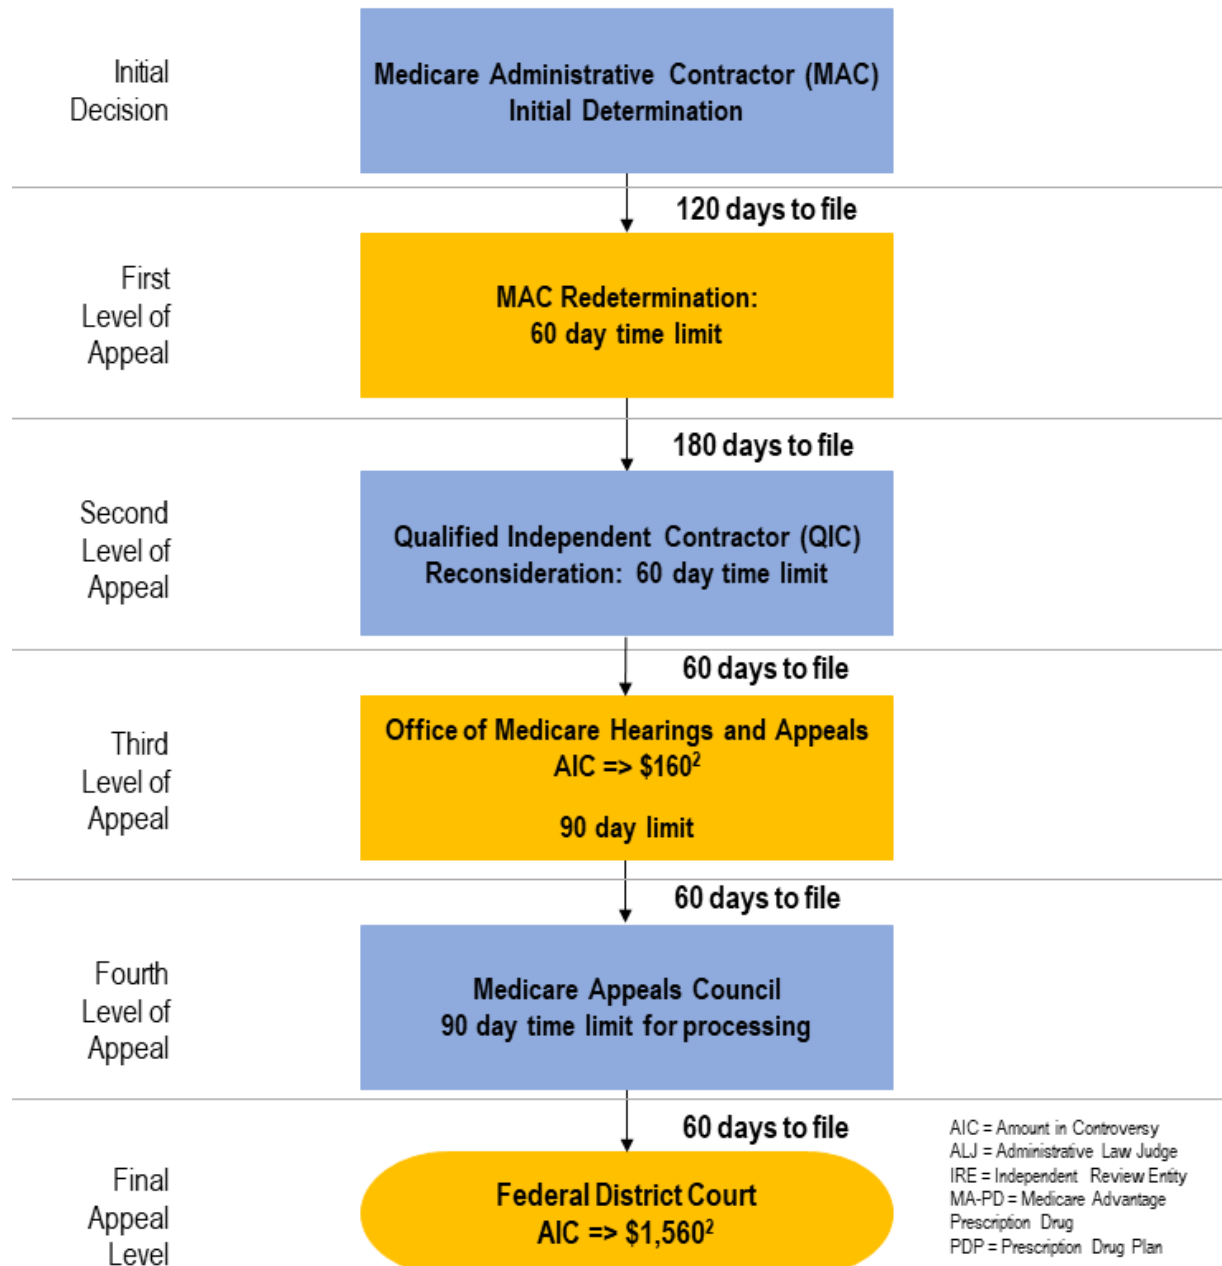 Initial
Decision
Medicare Administrative Contractor (MAC)
Initial Determination
120 days to file
First
Level of
Appeal
MAC Redetermination:
60 day time limit
180 days to file
Second
Level of
Appeal
Qualified Independent Contractor (QIC)
Reconsideration: 60 day time limit
60 days to file
Third
Level of
Appeal
Office of Medicare Hearings and Appeals
AIC => $160²
90 day limit
60 days to file
Fourth
Level of
Appeal
Medicare Appeals Council
90 day time limit for processing
60 days to file
Final
Appeal
Level
Federal District Court
AIC => $1,560²
AIC = Amount in Controversy
ALJ = Administrative Law Judge
IRE = Independent Review Entity
MA-PD = Medicare Advantage
Prescription Drug
PDP = Prescription Drug Plan